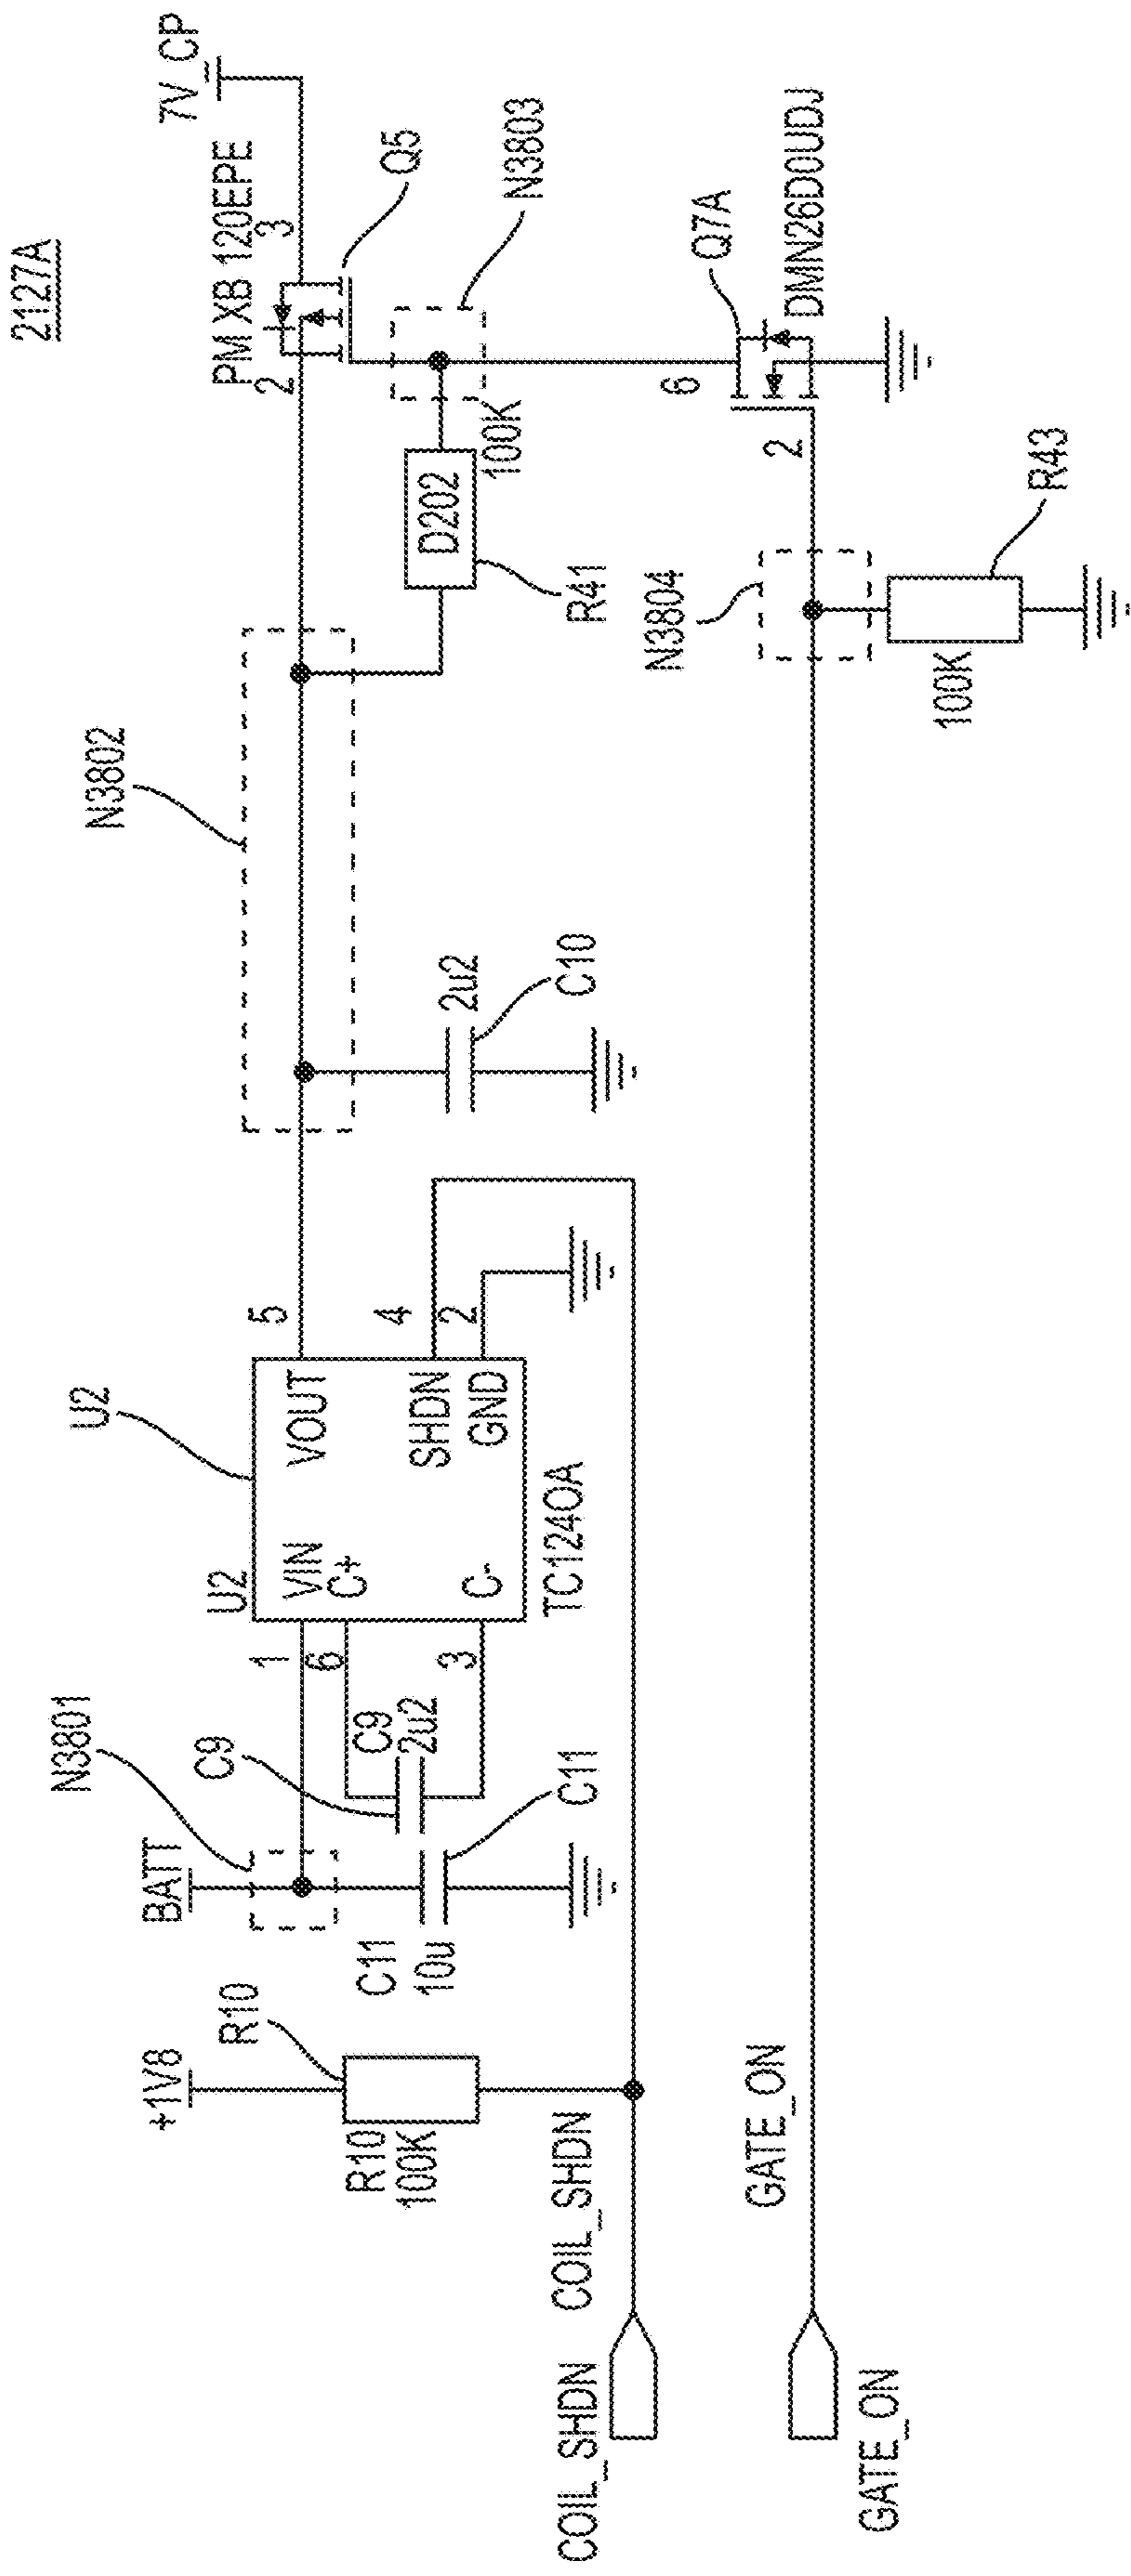 2127A
7V_CP
PM XB 120EPE
2
3
Q5
N3803
N3802
D202
100K
R41
6
Q7A
2
DMN26D0UDJ
N3804
R43
100K
2u2
C10
U2
U2
VIN
VOUT
C+
SHDN
C-
GND
TC124OA
1
6
3
5
4
2
N3801
BATT
C9
C9
2u2
C11
C11
10u
+1V8
R10
R10
100K
COIL_SHDN
COIL_SHDN
GATE_ON
GATE_ON